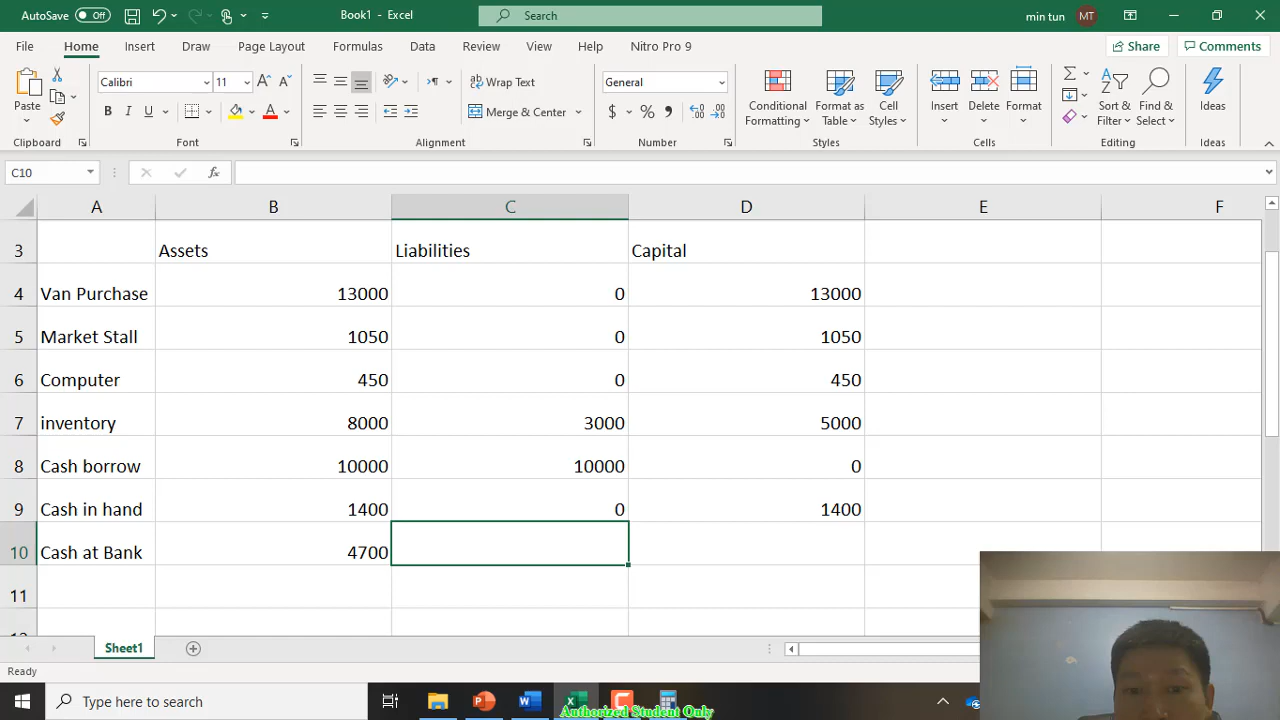 AutoSave Off Book1 - Excel Search min tun MT
File Home Insert Draw Page Layout Formulas Data Review View Help Nitro Pro 9 Share Comments
Paste Calibri 11 A A Wrap Text General Conditional Formatting Format as Table Cell Styles Insert Delete Format Sort & Filter Find & Select Ideas
B I U A Merge & Center $ %
Clipboard Font Alignment Number Styles Cells Editing Ideas
C10 fx
A B C D E F
3 Assets Liabilities Capital
4 Van Purchase 13000 0 13000
5 Market Stall 1050 0 1050
6 Computer 450 0 450
7 inventory 8000 3000 5000
8 Cash borrow 10000 10000 0
9 Cash in hand 1400 0 1400
10 Cash at Bank 4700
11
Sheet1
Ready
Type here to search
Authorized Student Only